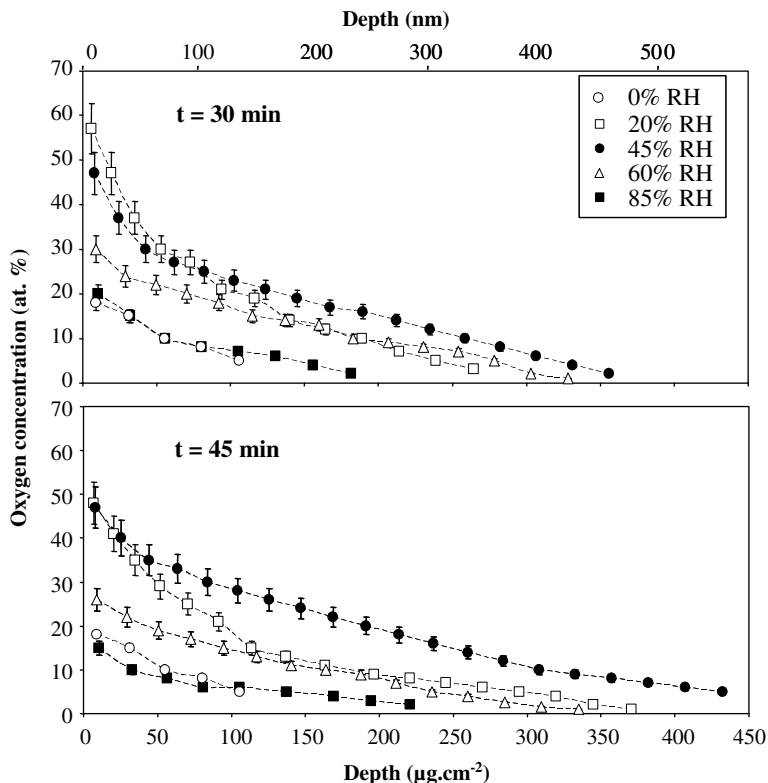 Depth (nm)
0 100 200 300 400 500
70
60
50
40
30
20
10
0
t = 30 min
0% RH
20% RH
45% RH
60% RH
85% RH
Oxygen concentration (at. %)
70
60
50
40
30
20
10
0
t = 45 min
0 50 100 150 200 250 300 350 400 450
Depth (µg.cm-2)